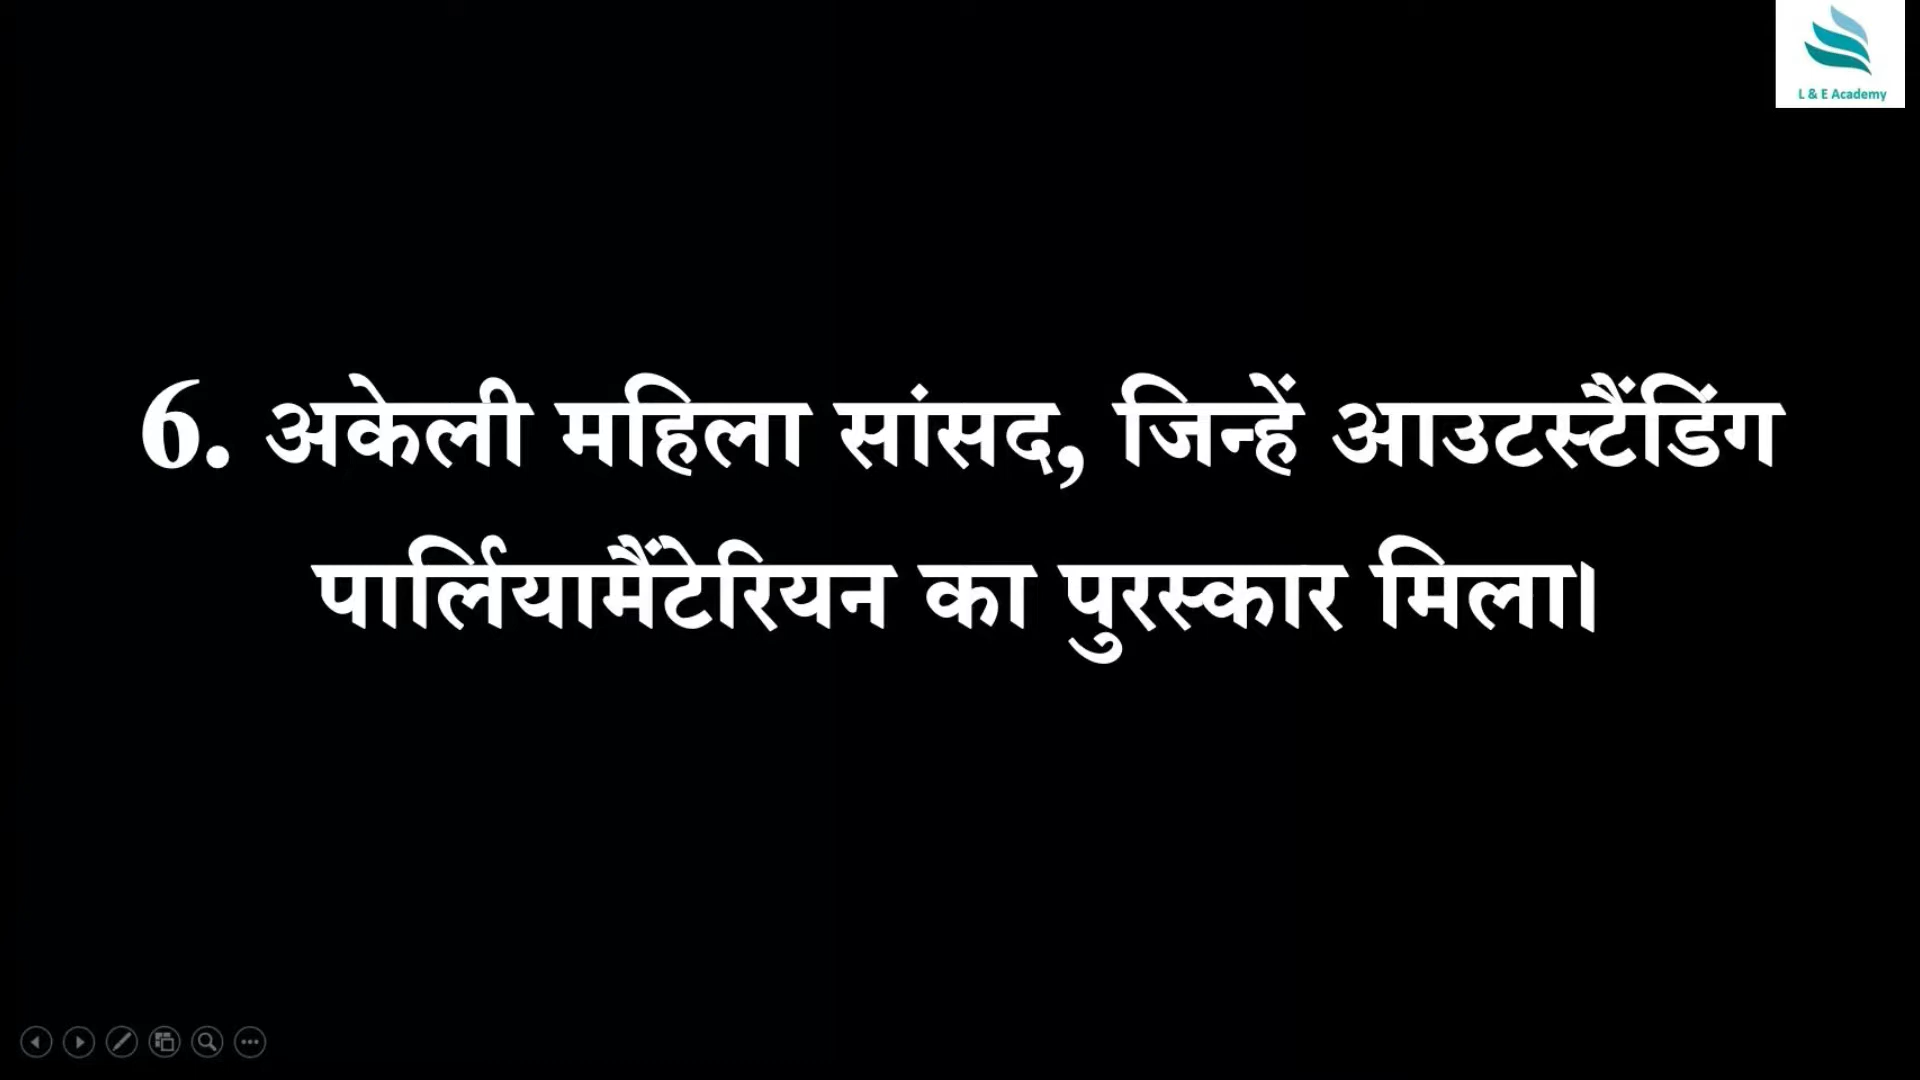 L & E Academy
6. अकेली महिला सांसद, जिन्हें आउटस्टैंडिंग
पार्लियामैंटेरियन का पुरस्कार मिला।